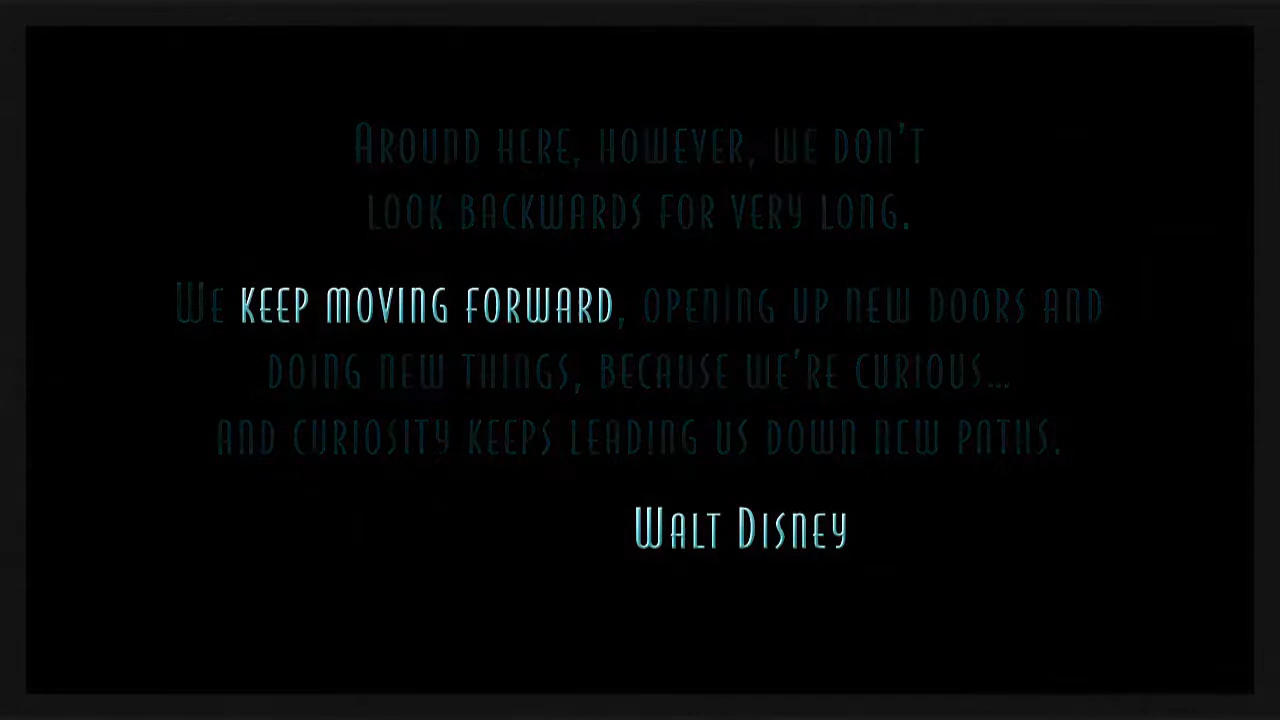 Around here, however, we don't
look backwards for very long.
We keep moving forward, opening up new doors and
doing new things, because we're curious...
and curiosity keeps leading us down new paths.
Walt Disney